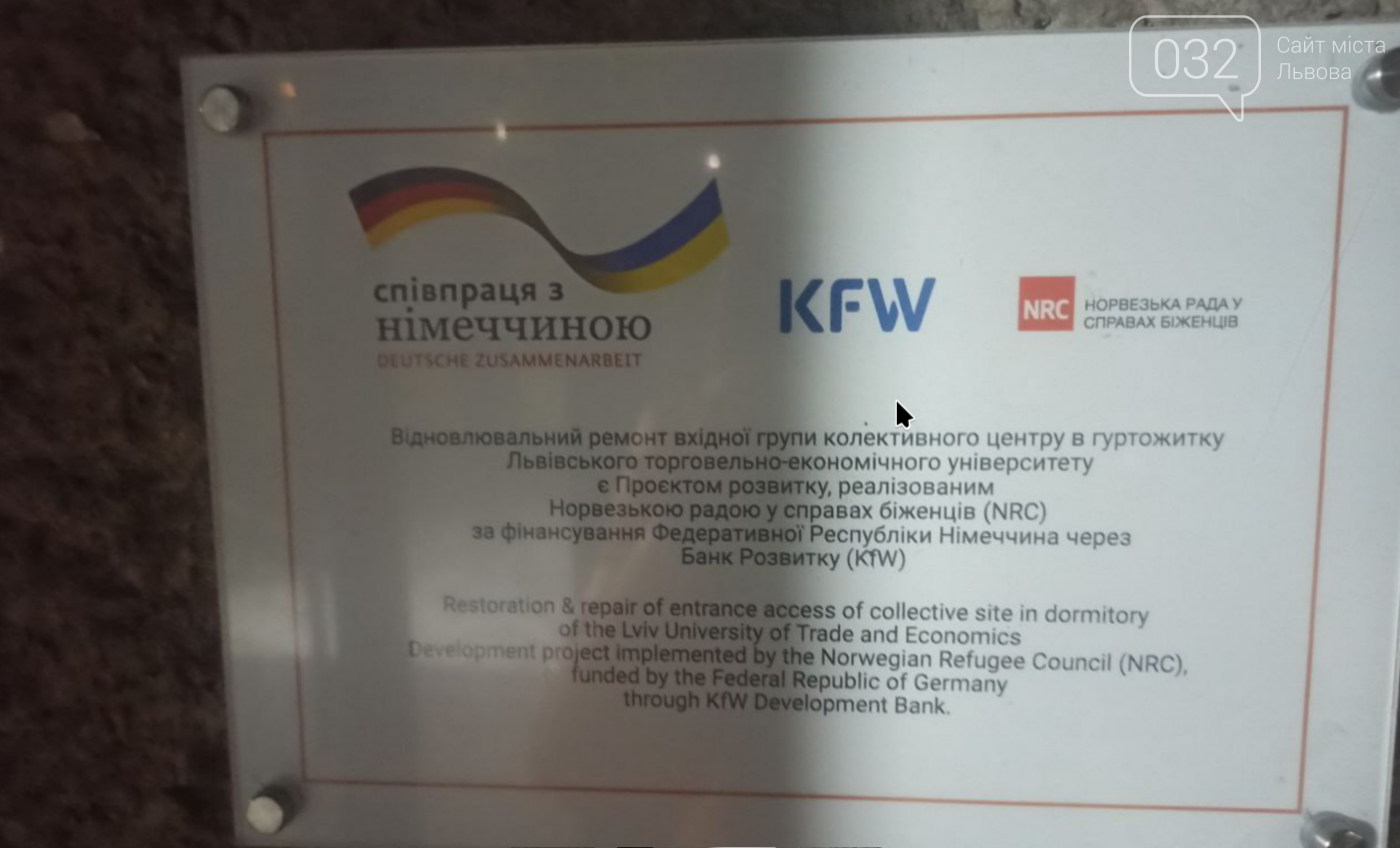 032
Сайт міста
Львова
співпраця з
німеччиною
DEUTSCHE ZUSAMMENARBEIT
KFW
NRC
НОРВЕЗЬКА РАДА У
СПРАВАХ БІЖЕНЦІВ
Відновлювальний ремонт вхідної групи колективного центру в гуртожитку
Львівського торговельно-економічного університету
є Проєктом розвитку, реалізованим
Норвезькою радою у справах біженців (NRC)
за фінансування Федеративної Республіки Німеччина через
Банк Розвитку (KfW)
Restoration & repair of entrance access of collective site in dormitory
of the Lviv University of Trade and Economics
Development project implemented by the Norwegian Refugee Council (NRC),
funded by the Federal Republic of Germany
through KfW Development Bank.